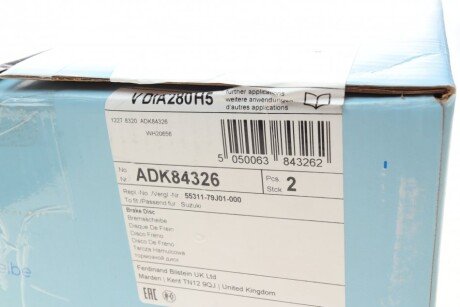 VDIA280H5
further applications
weitere anwendungen
d'autres applications
1227 8320 ADK84326
WH20656
5 050063 843262
No.
Nr.
ADK84326
Pcs.
Stck.
2
Repl.-No. /Vergl.-Nr. 55311-79J01-000
To fit /Passend für Suzuki
Brake Disc
Bremsscheibe
Disque De Frein
Disco Freno
Disco De Freno
Tarcza Hamulcowa
тормозной диск
Ferdinand Bilstein UK Ltd
Marden | Kent TN12 9QJ | United Kingdom
EAC
.be